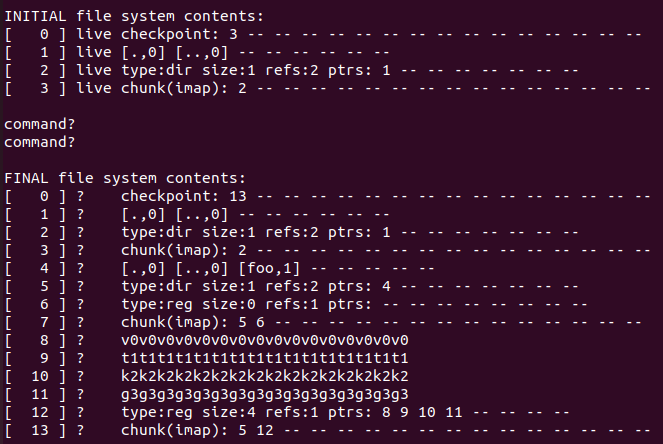 INITIAL file system contents:
[   0 ] live checkpoint: 3 -- -- -- -- -- -- -- -- -- -- -- -- -- -- --
[   1 ] live [.,0] [..,0] -- -- -- -- -- --
[   2 ] live type:dir size:1 refs:2 ptrs: 1 -- -- -- -- -- -- --
[   3 ] live chunk(imap): 2 -- -- -- -- -- -- -- -- -- -- -- -- -- -- --
command?
command?
FINAL file system contents:
[   0 ] ?    checkpoint: 13 -- -- -- -- -- -- -- -- -- -- -- -- -- -- --
[   1 ] ?    [.,0] [..,0] -- -- -- -- -- --
[   2 ] ?    type:dir size:1 refs:2 ptrs: 1 -- -- -- -- -- -- --
[   3 ] ?    chunk(imap): 2 -- -- -- -- -- -- -- -- -- -- -- -- -- -- --
[   4 ] ?    [.,0] [..,0] [foo,1] -- -- -- -- --
[   5 ] ?    type:dir size:1 refs:2 ptrs: 4 -- -- -- -- -- -- --
[   6 ] ?    type:reg size:0 refs:1 ptrs: -- -- -- -- -- -- -- --
[   7 ] ?    chunk(imap): 5 6 -- -- -- -- -- -- -- -- -- -- -- -- -- --
[   8 ] ?    v0v0v0v0v0v0v0v0v0v0v0v0v0v0v0v0
[   9 ] ?    t1t1t1t1t1t1t1t1t1t1t1t1t1t1t1t1
[  10 ] ?    k2k2k2k2k2k2k2k2k2k2k2k2k2k2k2k2
[  11 ] ?    g3g3g3g3g3g3g3g3g3g3g3g3g3g3g3g3
[  12 ] ?    type:reg size:4 refs:1 ptrs: 8 9 10 11 -- -- -- --
[  13 ] ?    chunk(imap): 5 12 -- -- -- -- -- -- -- -- -- -- -- -- -- --